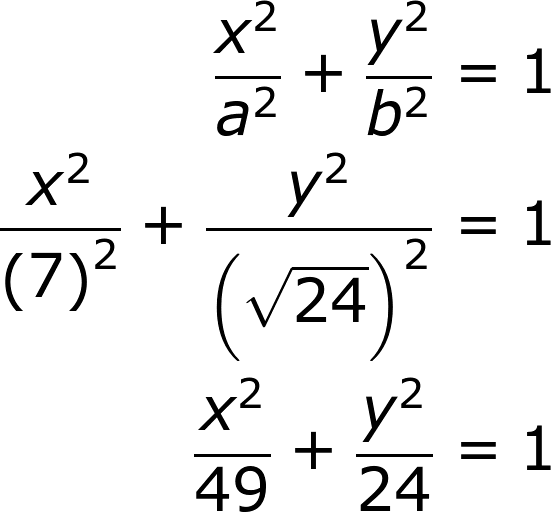 x²/a² + y²/b² = 1
x²/(7)² + y²/(√24)² = 1
x²/49 + y²/24 = 1